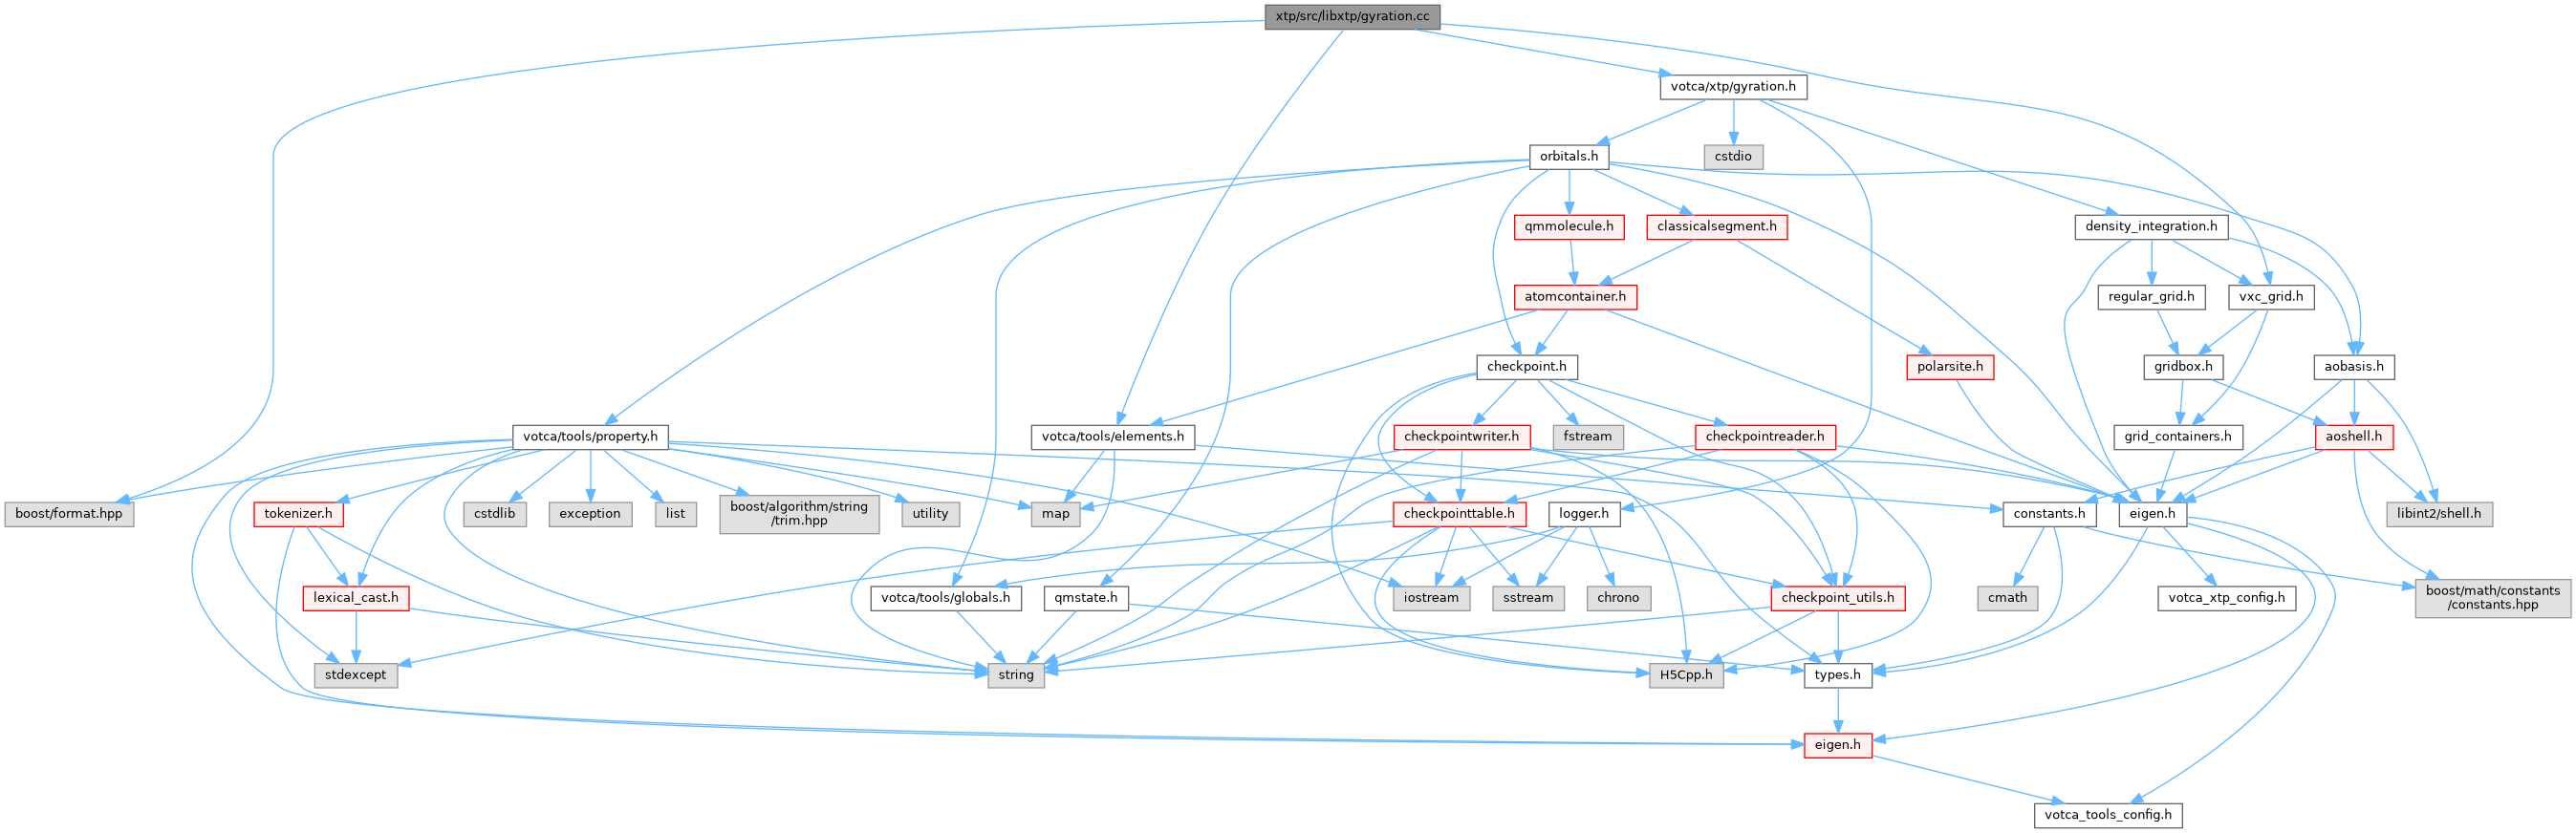 xtp/src/libxtp/gyration.cc
votca/xtp/gyration.h
orbitals.h
cstdio
qmmolecule.h
classicalsegment.h
density_integration.h
atomcontainer.h
regular_grid.h
vxc_grid.h
checkpoint.h
polarsite.h
gridbox.h
aobasis.h
votca/tools/property.h
votca/tools/elements.h
checkpointwriter.h
fstream
checkpointreader.h
grid_containers.h
aoshell.h
boost/format.hpp
tokenizer.h
cstdlib
exception
list
boost/algorithm/string
/trim.hpp
utility
map
checkpointtable.h
logger.h
constants.h
eigen.h
libint2/shell.h
lexical_cast.h
votca/tools/globals.h
qmstate.h
iostream
sstream
chrono
checkpoint_utils.h
cmath
votca_xtp_config.h
boost/math/constants
/constants.hpp
stdexcept
string
H5Cpp.h
types.h
eigen.h
votca_tools_config.h